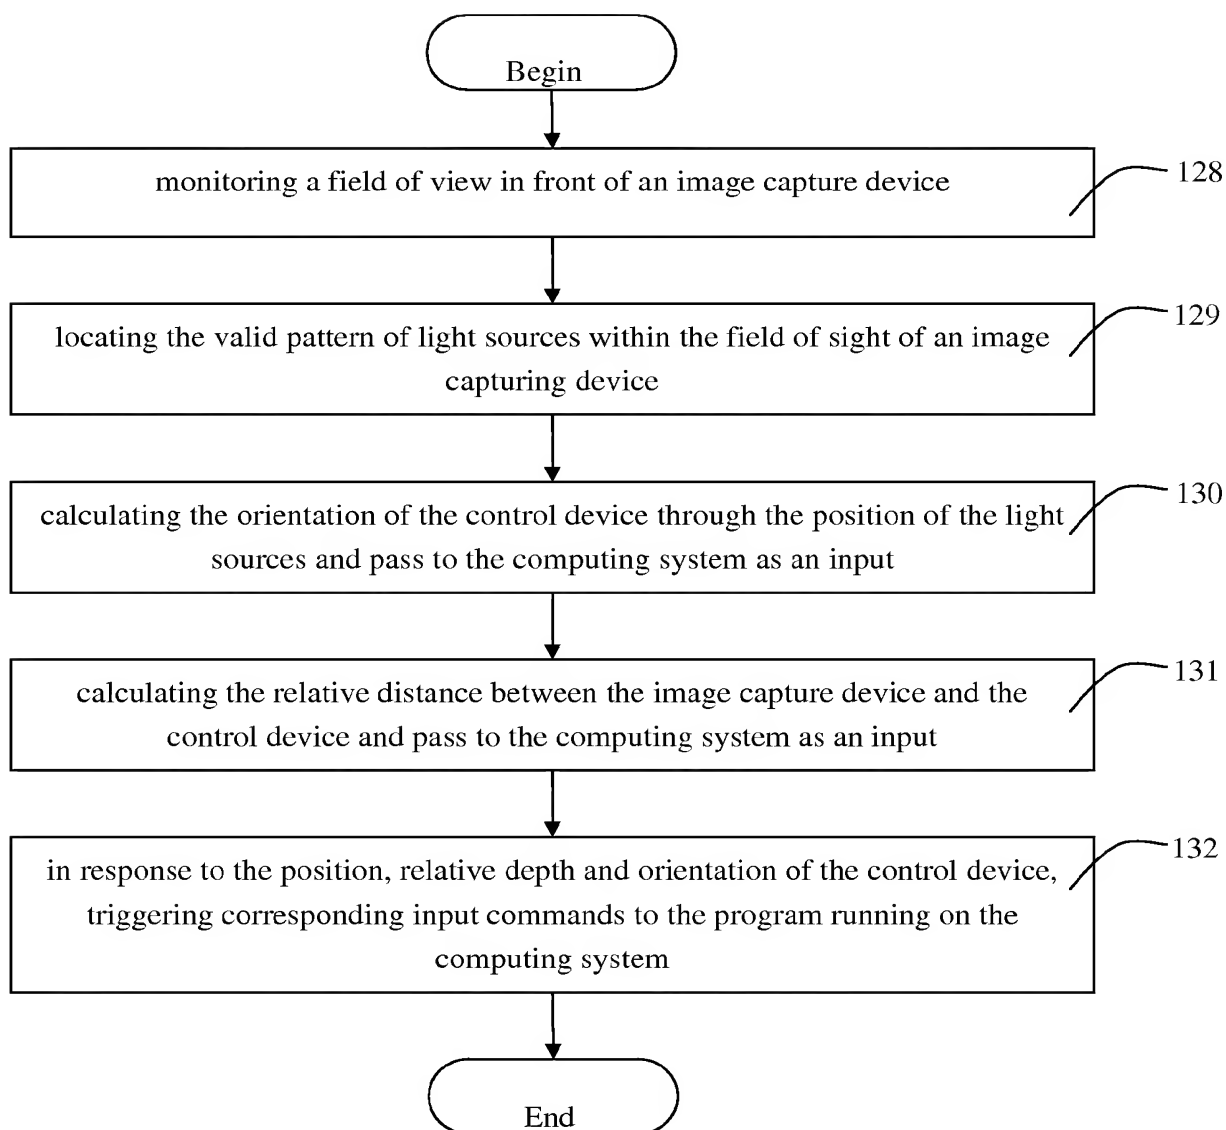 Begin
monitoring a field of view in front of an image capture device
128
locating the valid pattern of light sources within the field of sight of an image
capturing device
129
calculating the orientation of the control device through the position of the light
sources and pass to the computing system as an input
130
calculating the relative distance between the image capture device and the
control device and pass to the computing system as an input
131
in response to the position, relative depth and orientation of the control device,
triggering corresponding input commands to the program running on the
computing system
132
End